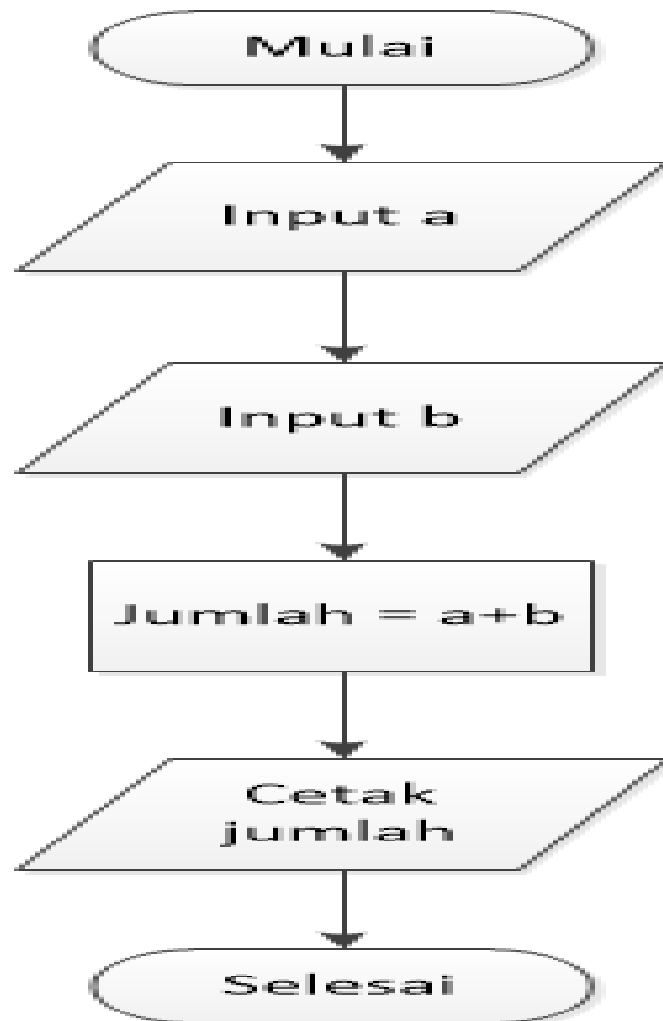 Mulai
Input a
Input b
Jumlah = a+b
Cetak
jumlah
Selesai